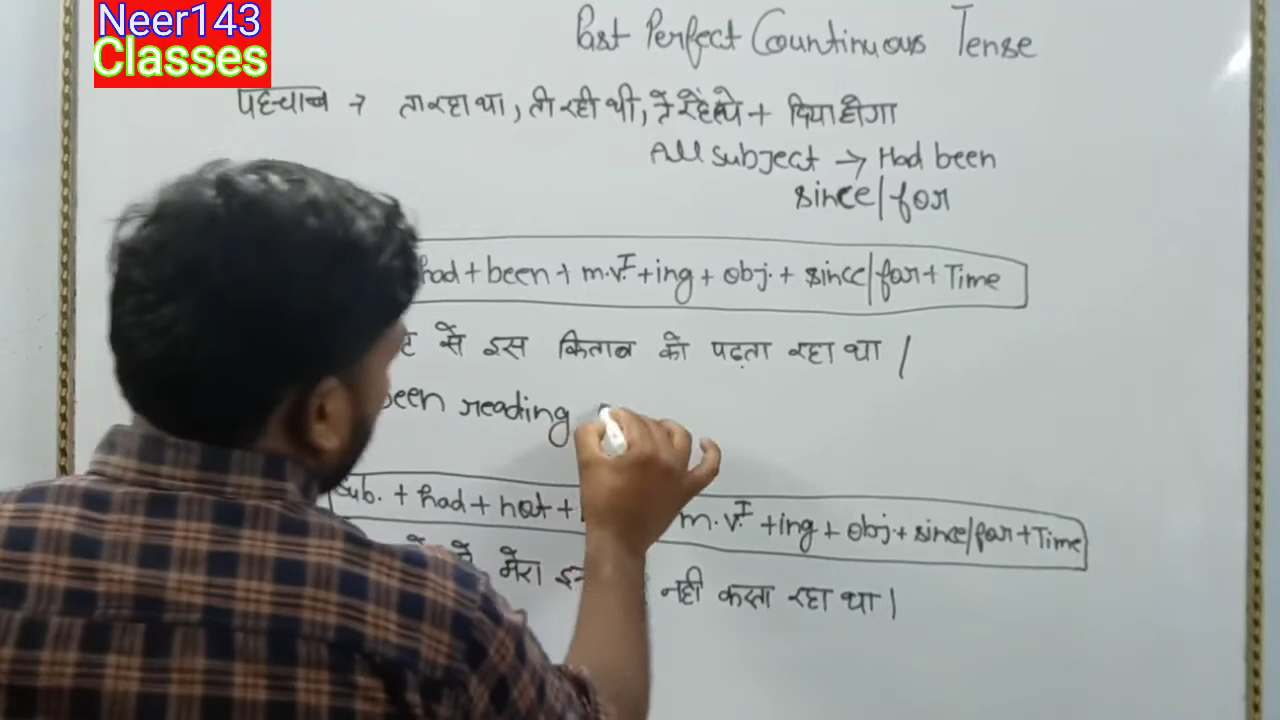 Neer143
Classes
Past Perfect Countinuous Tense
पहचान → ता रहा था, ती रही थी, ते रहे थे + दिया होगा
All subject → Had been
since/for
had + been + m.v.I + ing + obj. + since/for + Time
से इस किताब को पढ़ता रहा था |
been reading
Sub. + had + not + m.v.I + ing + obj. + since/for + Time
मेरा नही करता रहा था |